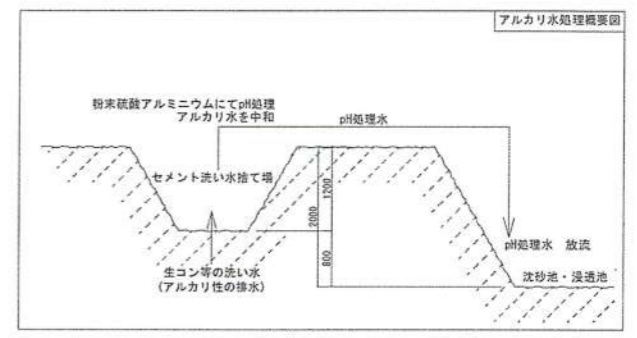 アルカリ水処理概要図
粉末硫酸アルミニウムにてpH処理
アルカリ水を中和
pH処理水
セメント洗い水捨て場
1200
2000
800
pH処理水 放流
生コン等の洗い水
(アルカリ性の排水)
沈砂池・浸透池